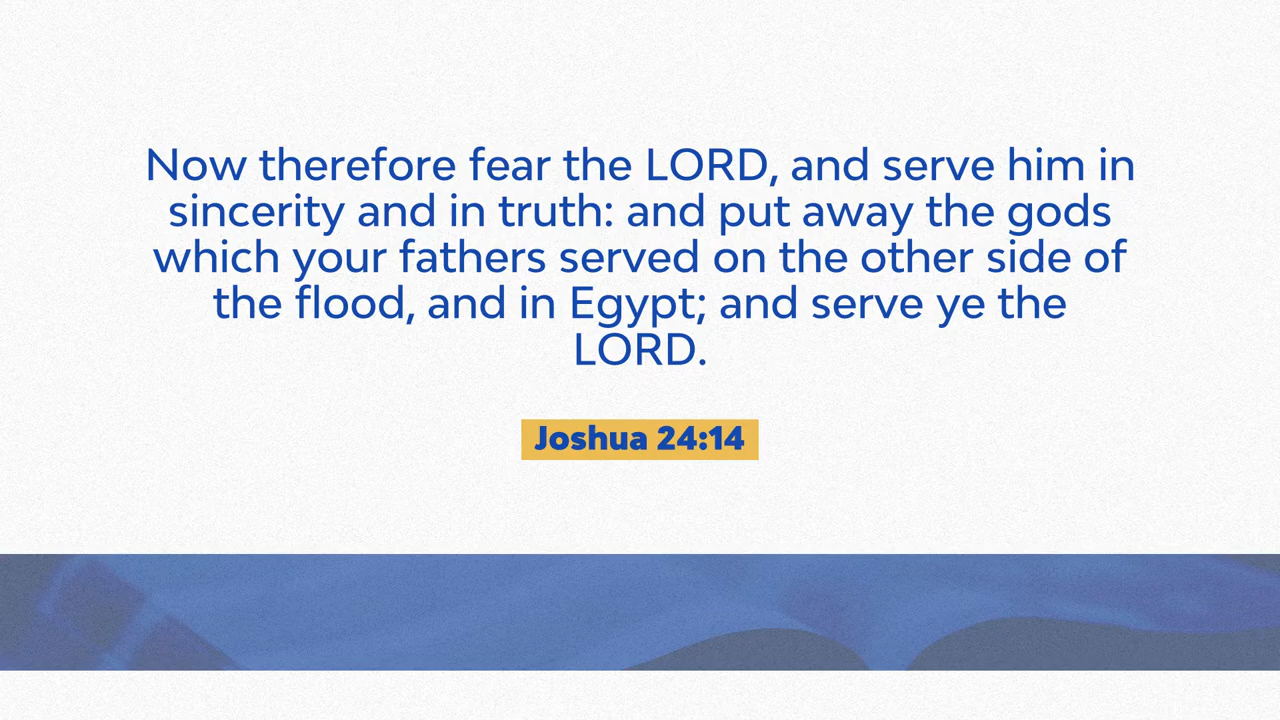 Now therefore fear the LORD, and serve him in
sincerity and in truth: and put away the gods
which your fathers served on the other side of
the flood, and in Egypt; and serve ye the
LORD.
Joshua 24:14